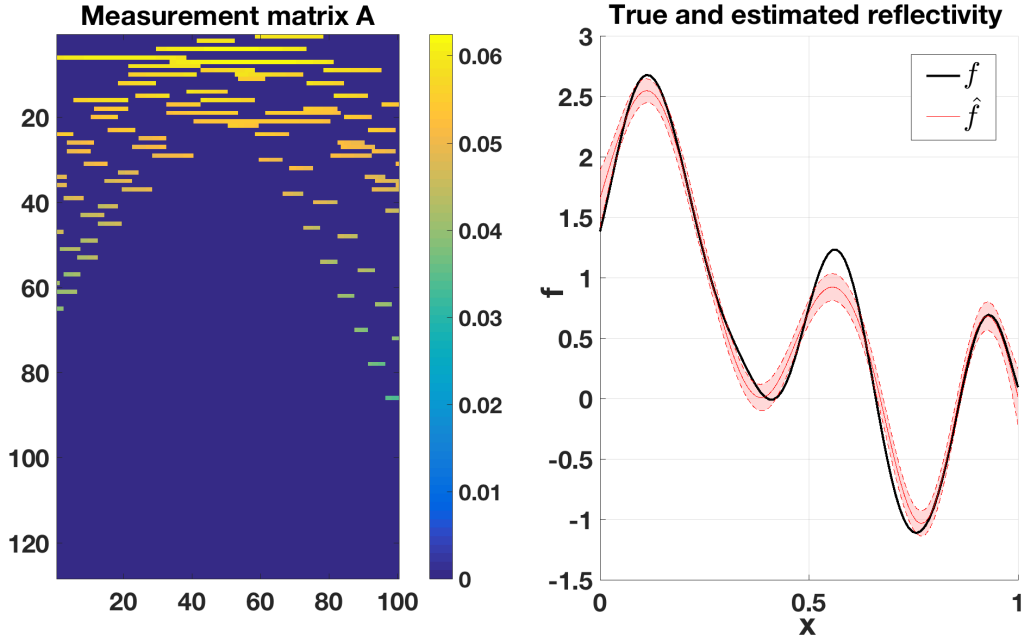 Measurement matrix A
20
40
60
80
100
120
20 40 60 80 100
0.06
0.05
0.04
0.03
0.02
0.01
0
True and estimated reflectivity
f
3
2.5
2
1.5
1
0.5
0
-0.5
-1
-1.5
0 0.5 1
x
f
f̂